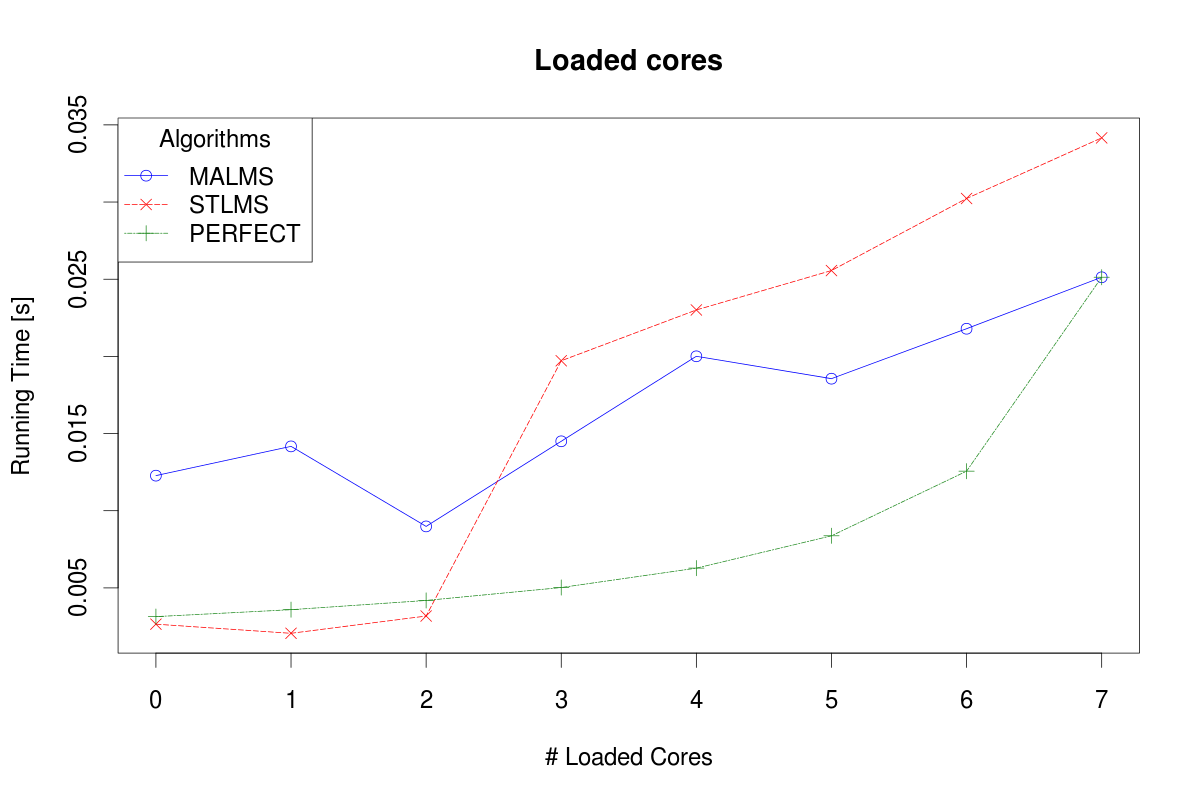 Loaded cores
Algorithms
MALMS
STLMS
PERFECT
0.035
0.025
0.015
0.005
Running Time [s]
0 1 2 3 4 5 6 7
# Loaded Cores